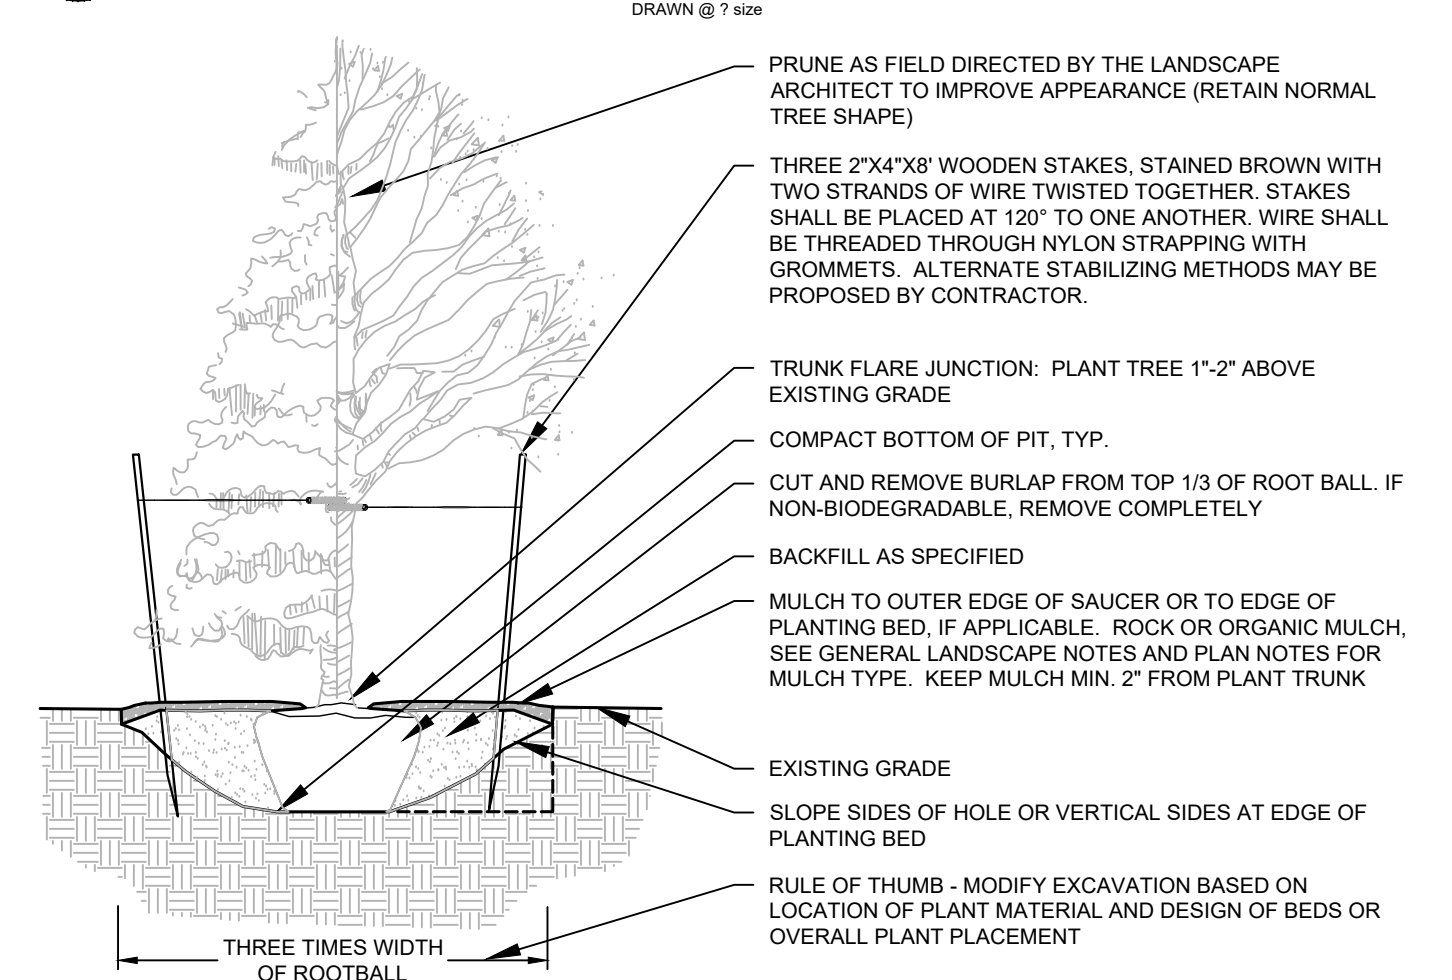 DRAWN @ ? size
PRUNE AS FIELD DIRECTED BY THE LANDSCAPE
ARCHITECT TO IMPROVE APPEARANCE (RETAIN NORMAL
TREE SHAPE)
THREE 2"X4"X8' WOODEN STAKES, STAINED BROWN WITH
TWO STRANDS OF WIRE TWISTED TOGETHER. STAKES
SHALL BE PLACED AT 120° TO ONE ANOTHER. WIRE SHALL
BE THREADED THROUGH NYLON STRAPPING WITH
GROMMETS.  ALTERNATE STABILIZING METHODS MAY BE
PROPOSED BY CONTRACTOR.
TRUNK FLARE JUNCTION:  PLANT TREE 1"-2" ABOVE
EXISTING GRADE
COMPACT BOTTOM OF PIT, TYP.
CUT AND REMOVE BURLAP FROM TOP 1/3 OF ROOT BALL. IF
NON-BIODEGRADABLE, REMOVE COMPLETELY
BACKFILL AS SPECIFIED
MULCH TO OUTER EDGE OF SAUCER OR TO EDGE OF
PLANTING BED, IF APPLICABLE.  ROCK OR ORGANIC MULCH,
SEE GENERAL LANDSCAPE NOTES AND PLAN NOTES FOR
MULCH TYPE.  KEEP MULCH MIN. 2" FROM PLANT TRUNK
EXISTING GRADE
SLOPE SIDES OF HOLE OR VERTICAL SIDES AT EDGE OF
PLANTING BED
RULE OF THUMB - MODIFY EXCAVATION BASED ON
LOCATION OF PLANT MATERIAL AND DESIGN OF BEDS OR
OVERALL PLANT PLACEMENT
THREE TIMES WIDTH
OF ROOTBALL